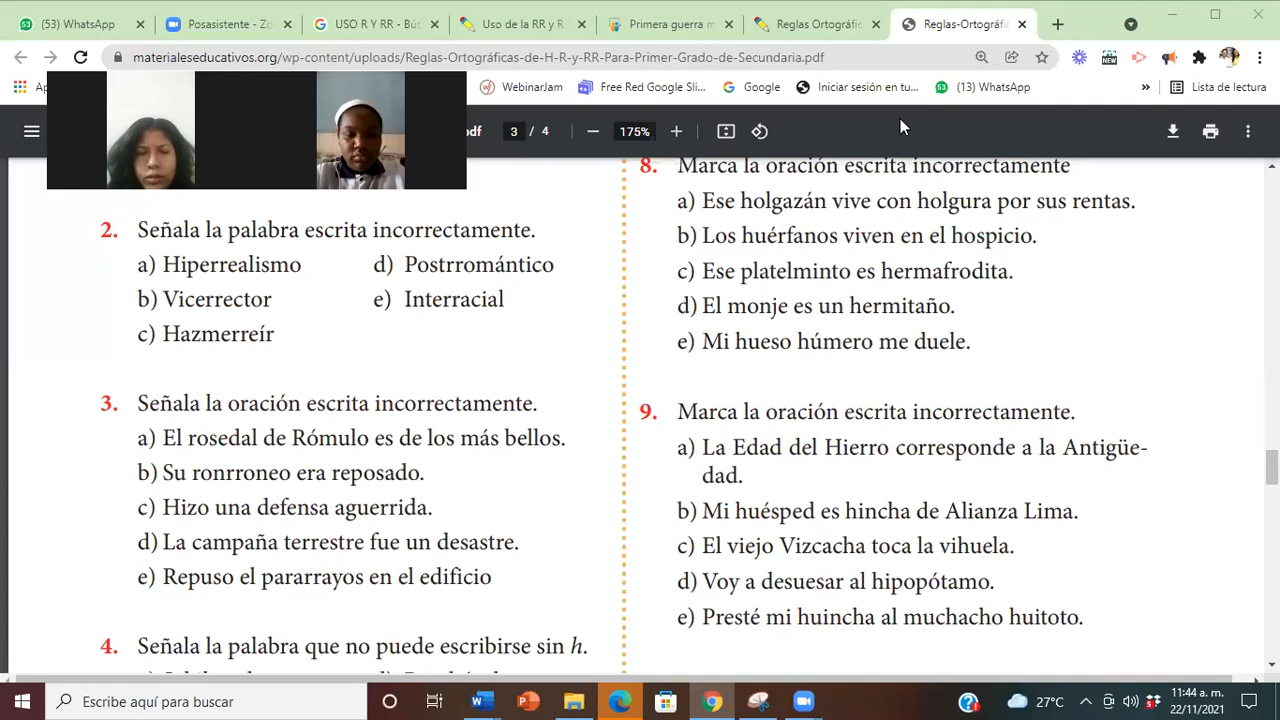 (53) WhatsApp
Posasistente - Zo
USO R Y RR - Bús
Uso de la RR y R
Primera guerra m
Reglas Ortográfic
Reglas-Ortográfic
materialeseducativos.org/wp-content/uploads/Reglas-Ortográficas-de-H-R-y-RR-Para-Primer-Grado-de-Secundaria.pdf
NEW
Ap
WebinarJam
Free Red Google Sli...
Google
Iniciar sesión en tu...
(13) WhatsApp
»
Lista de lectura
pdf
3 / 4
175%
2. Señala la palabra escrita incorrectamente.
a) Hiperrealismo
b) Vicerrector
c) Hazmerreír
d) Postrromántico
e) Interracial
3. Señala la oración escrita incorrectamente.
a) El rosedal de Rómulo es de los más bellos.
b) Su ronrroneo era reposado.
c) Hizo una defensa aguerrida.
d) La campaña terrestre fue un desastre.
e) Repuso el pararrayos en el edificio
4. Señala la palabra que no puede escribirse sin h.
8. Marca la oración escrita incorrectamente
a) Ese holgazán vive con holgura por sus rentas.
b) Los huérfanos viven en el hospicio.
c) Ese platelminto es hermafrodita.
d) El monje es un hermitaño.
e) Mi hueso húmero me duele.
9. Marca la oración escrita incorrectamente.
a) La Edad del Hierro corresponde a la Antigüe-
dad.
b) Mi huésped es hincha de Alianza Lima.
c) El viejo Vizcacha toca la vihuela.
d) Voy a desuesar al hipopótamo.
e) Presté mi huincha al muchacho huitoto.
Escribe aquí para buscar
27°C
11:44 a. m.
22/11/2021